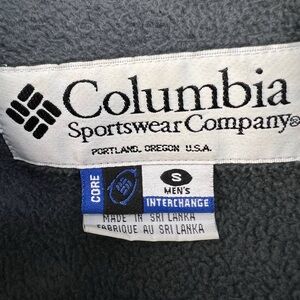 Columbia
Sportswear Company®
PORTLAND, OREGON U.S.A.
CORE
S
MEN'S
INTERCHANGE
MADE IN SRI LANKA
FABRIQUE AU SRI LANKA